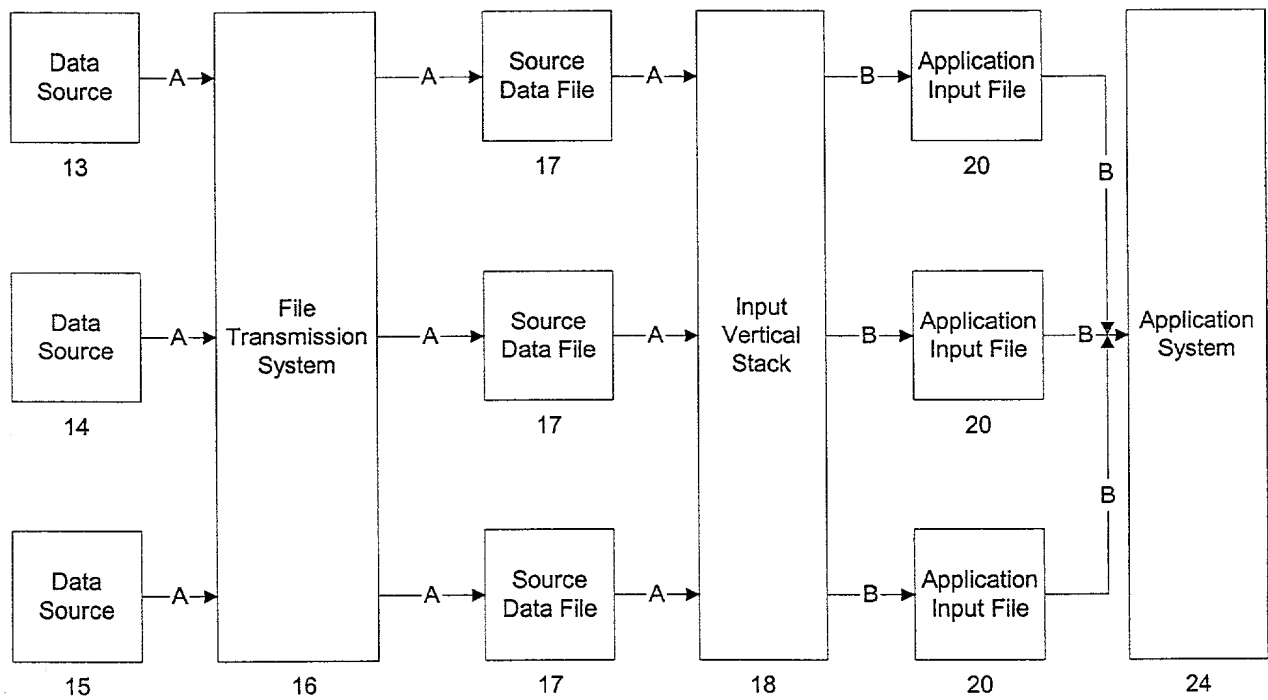 Data
Source
A
A
Source
Data File
A
B
Application
Input File
13
17
20
B
Data
Source
A
File
Transmission
System
A
Source
Data File
A
Input
Vertical
Stack
B
Application
Input File
B
Application
System
14
17
20
B
Data
Source
A
A
Source
Data File
A
B
Application
Input File
15
16
17
18
20
24